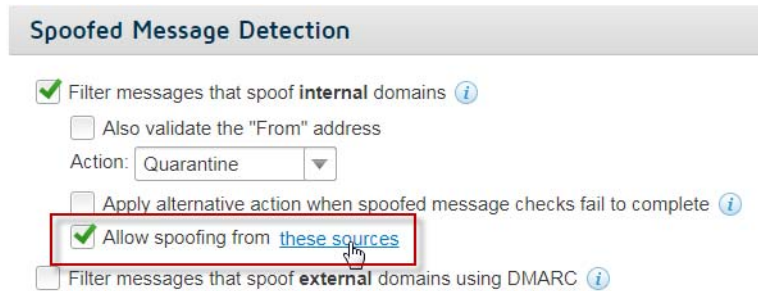 Spoofed Message Detection
Filter messages that spoof internal domains i
Also validate the "From" address
Action: Quarantine
Apply alternative action when spoofed message checks fail to complete i
Allow spoofing from these sources
Filter messages that spoof external domains using DMARC i